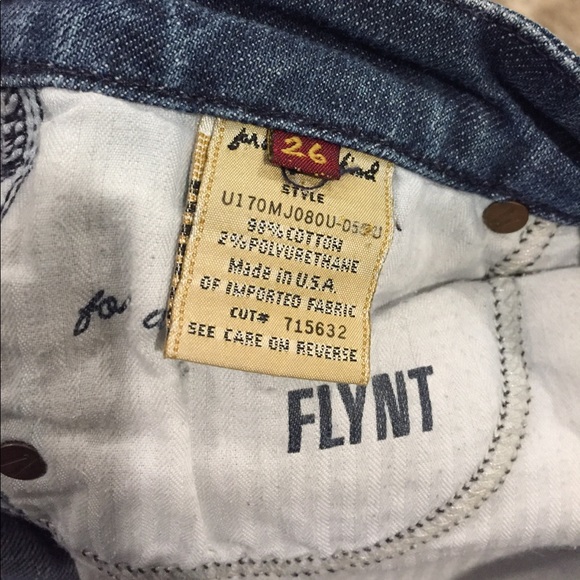 26
STYLE
U170MJ080U-
98% COTTON
2% POLYURETHANE
Made in U.S.A.
OF IMPORTED FABRIC
CUT# 715632
SEE CARE ON REVERSE
FLYNT